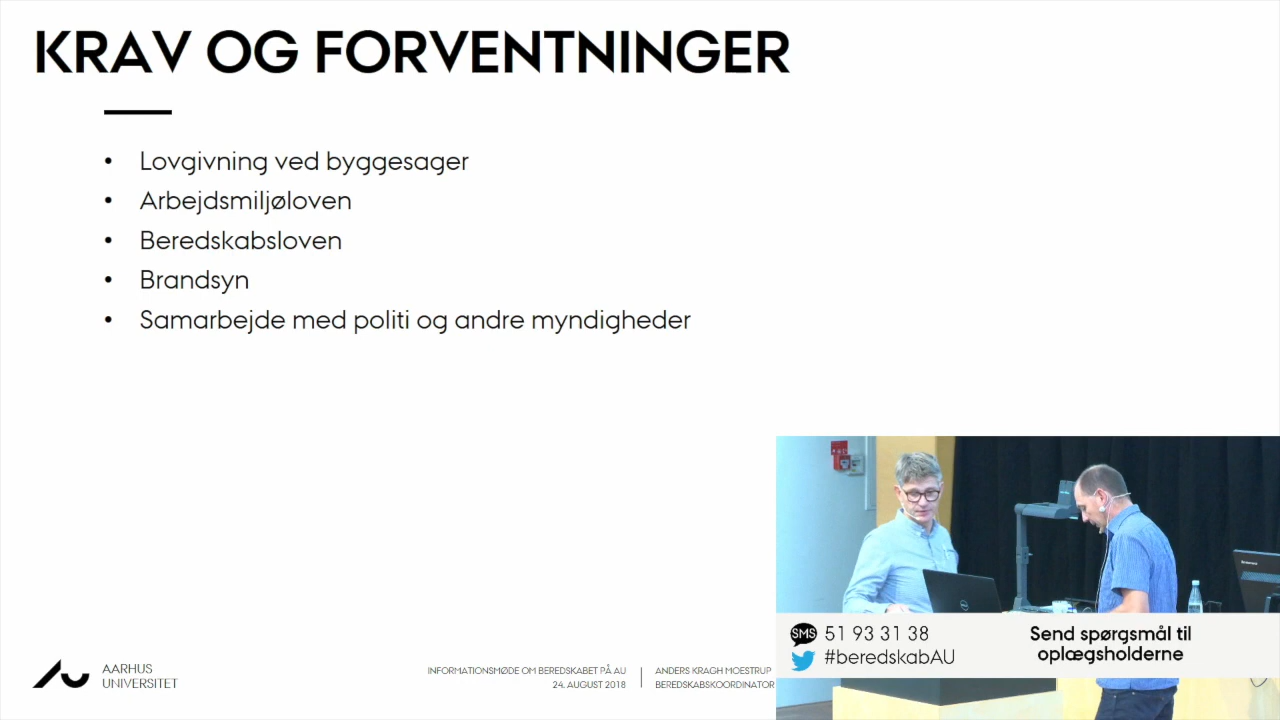 KRAV OG FORVENTNINGER
• Lovgivning ved byggesager
• Arbejdsmiljøloven
• Beredskabsloven
• Brandsyn
• Samarbejde med politi og andre myndigheder
SMS 51 93 31 38
#beredskabAU
Send spørgsmål til
oplægsholderne
AARHUS
UNIVERSITET
INFORMATIONSMØDE OM BEREDSKABET PÅ AU
24. AUGUST 2018
ANDERS KRAGH MOESTRUP
BEREDSKABSKOORDINATOR